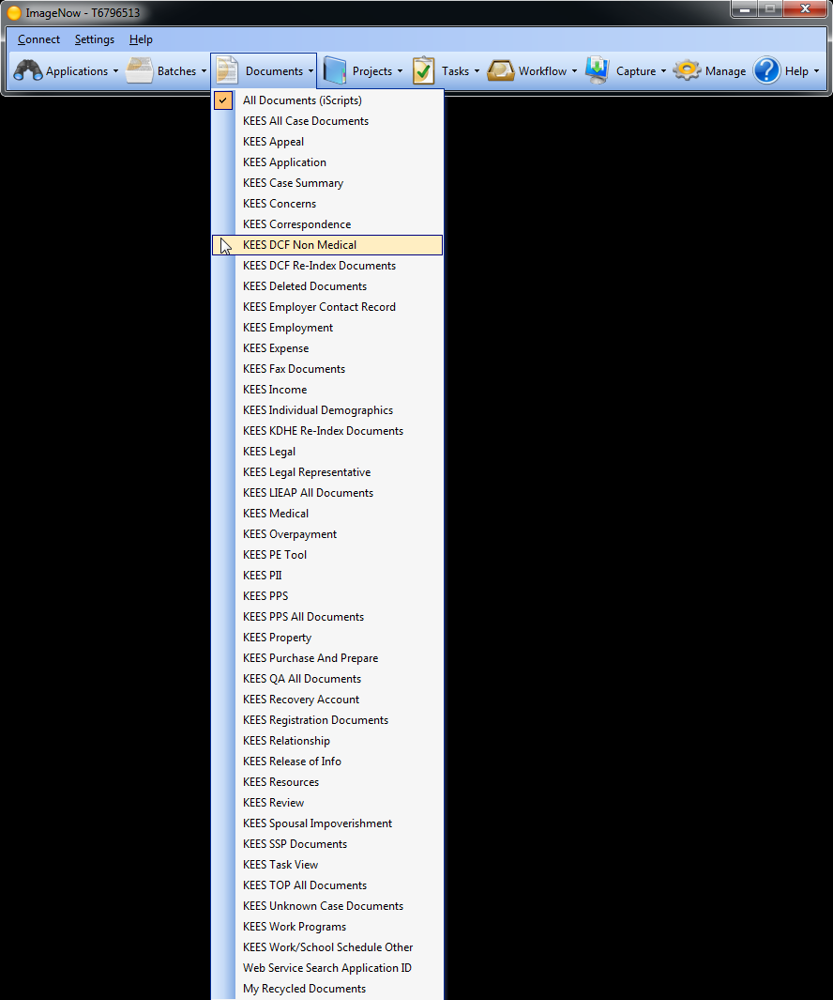 ImageNow - T6796513
Connect Settings Help
Applications Batches Documents Projects Tasks Workflow Capture Manage Help
All Documents (iScripts)
KEES All Case Documents
KEES Appeal
KEES Application
KEES Case Summary
KEES Concerns
KEES Correspondence
KEES DCF Non Medical
KEES DCF Re-Index Documents
KEES Deleted Documents
KEES Employer Contact Record
KEES Employment
KEES Expense
KEES Fax Documents
KEES Income
KEES Individual Demographics
KEES KDHE Re-Index Documents
KEES Legal
KEES Legal Representative
KEES LIEAP All Documents
KEES Medical
KEES Overpayment
KEES PE Tool
KEES PII
KEES PPS
KEES PPS All Documents
KEES Property
KEES Purchase And Prepare
KEES QA All Documents
KEES Recovery Account
KEES Registration Documents
KEES Relationship
KEES Release of Info
KEES Resources
KEES Review
KEES Spousal Impoverishment
KEES SSP Documents
KEES Task View
KEES TOP All Documents
KEES Unknown Case Documents
KEES Work Programs
KEES Work/School Schedule Other
Web Service Search Application ID
My Recycled Documents